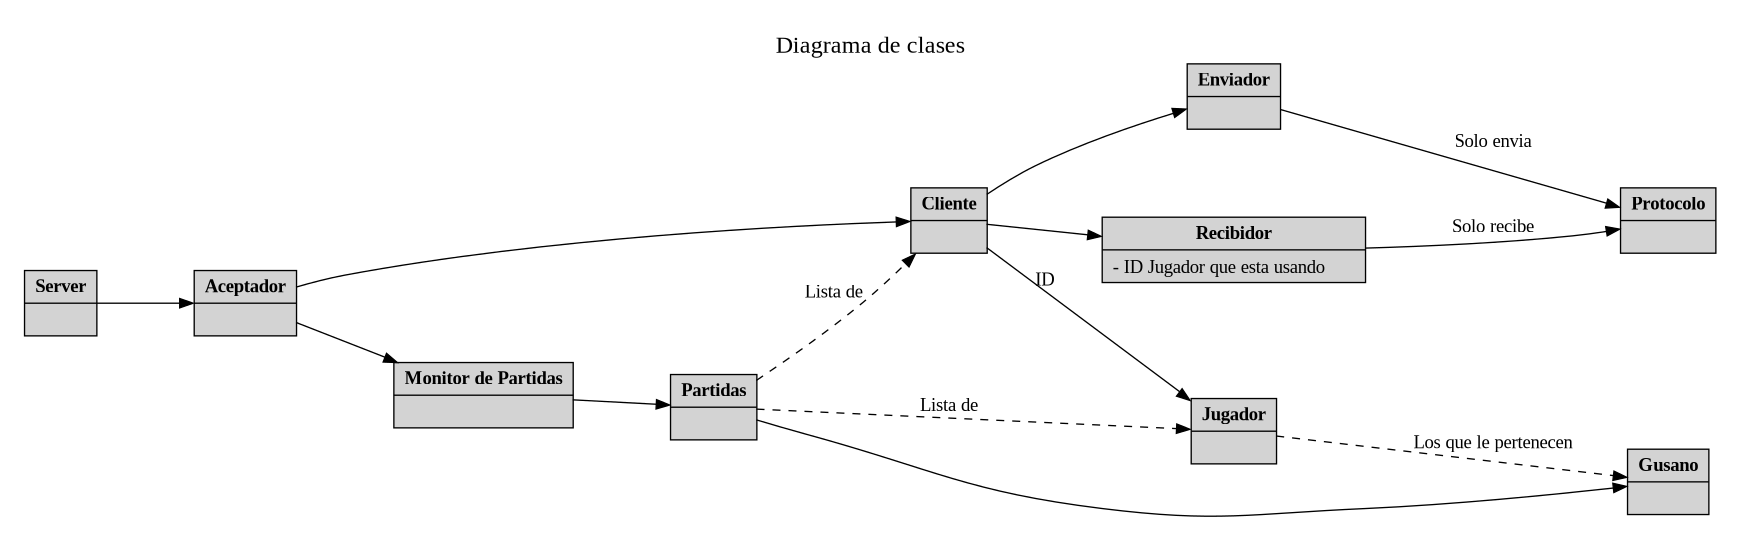 Diagrama de clases
Enviador
Solo envia
Cliente
Protocolo
Recibidor
Solo recibe
- ID Jugador que esta usando
ID
Server
Aceptador
Lista de
Monitor de Partidas
Partidas
Lista de
Jugador
Los que le pertenecen
Gusano